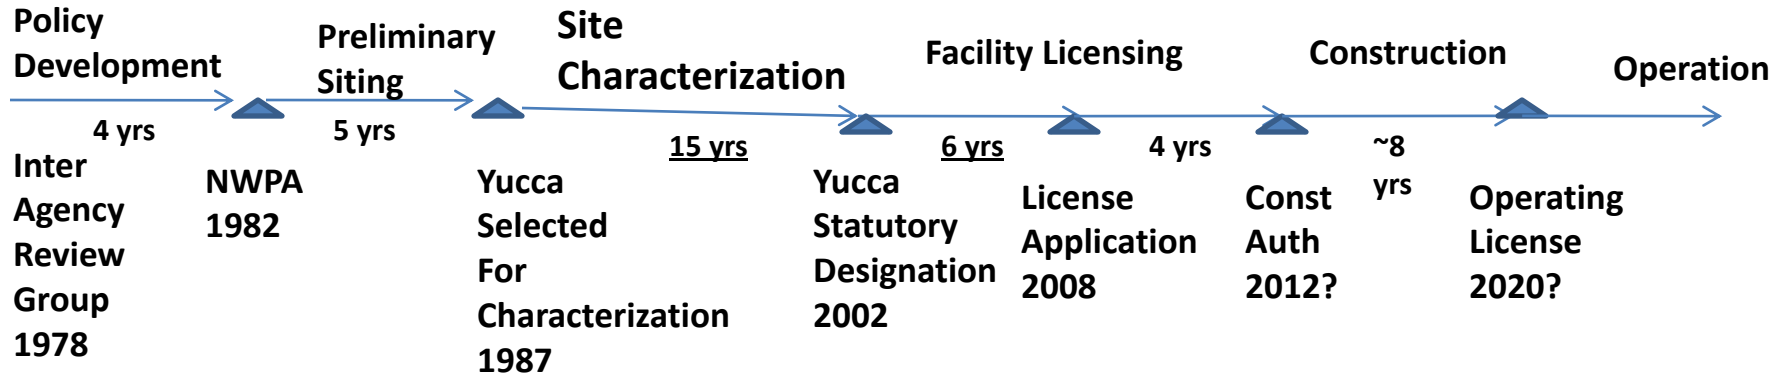 Policy
Development
Preliminary
Siting
Site
Characterization
Facility Licensing
Construction
Operation
4 yrs
5 yrs
15 yrs
6 yrs
4 yrs
~8
yrs
Inter
Agency
Review
Group
1978
NWPA
1982
Yucca
Selected
For
Characterization
1987
Yucca
Statutory
Designation
2002
License
Application
2008
Const
Auth
2012?
Operating
License
2020?